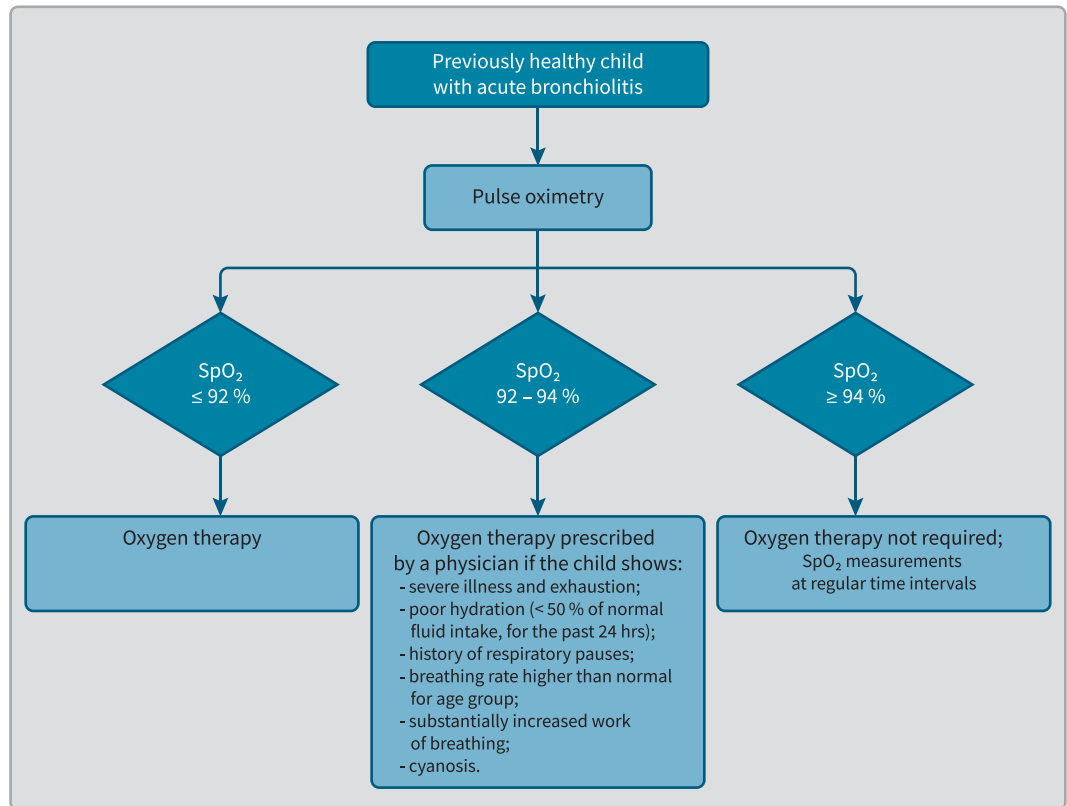 Previously healthy child
with acute bronchiolitis
Pulse oximetry
SpO₂
≤ 92 %
SpO₂
92 – 94 %
SpO₂
≥ 94 %
Oxygen therapy
Oxygen therapy prescribed
by a physician if the child shows:
- severe illness and exhaustion;
- poor hydration (< 50 % of normal
fluid intake, for the past 24 hrs);
- history of respiratory pauses;
- breathing rate higher than normal
for age group;
- substantially increased work
of breathing;
- cyanosis.
Oxygen therapy not required;
SpO₂ measurements
at regular time intervals